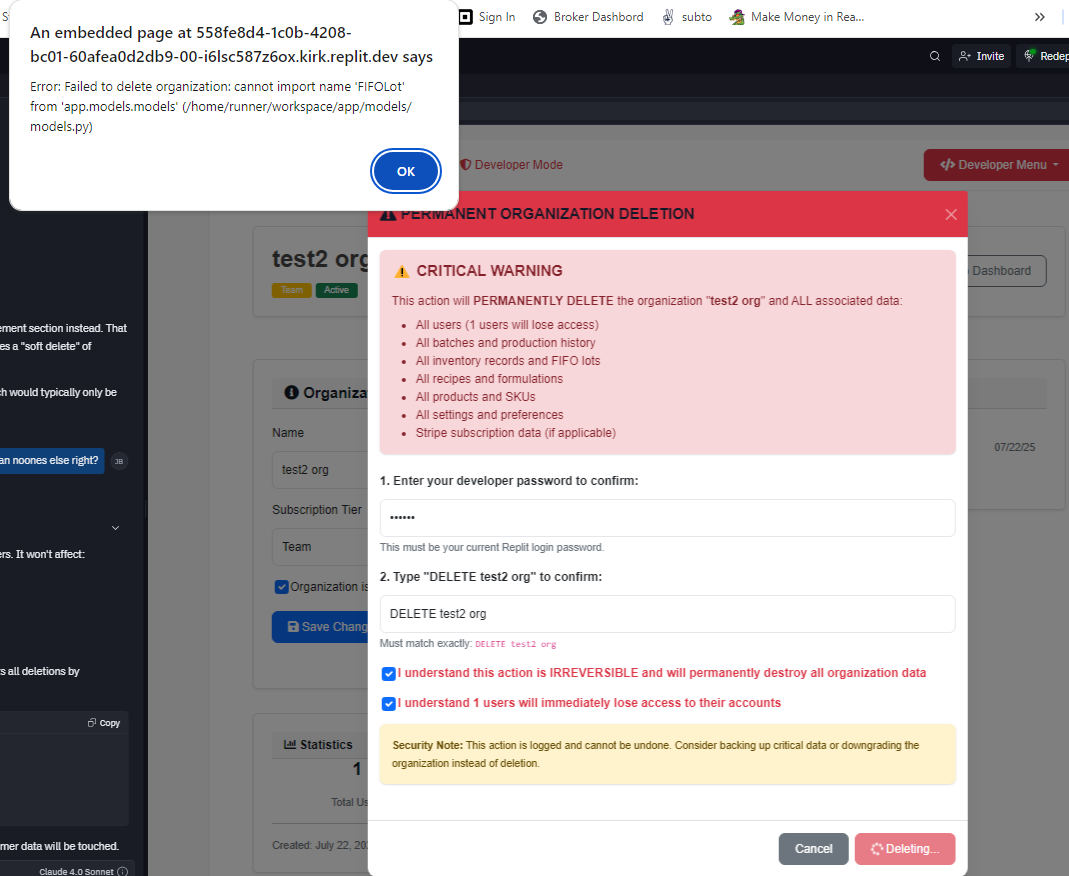 Sign In
Broker Dashbord
subto
Make Money in Rea...
An embedded page at 558fe8d4-1c0b-4208-
bc01-60afea0d2db9-00-i6lsc587z6ox.kirk.replit.dev says
Error: Failed to delete organization: cannot import name 'FIFOLot'
from 'app.models.models' (/home/runner/workspace/app/models/
models.py)
OK
Invite
Redep
Developer Mode
Developer Menu
PERMANENT ORGANIZATION DELETION
test2 org
Team
Active
Dashboard
CRITICAL WARNING
This action will PERMANENTLY DELETE the organization "test2 org" and ALL associated data:
All users (1 users will lose access)
All batches and production history
All inventory records and FIFO lots
All recipes and formulations
All products and SKUs
All settings and preferences
Stripe subscription data (if applicable)
ement section instead. That
es a "soft delete" of
ch would typically only be
an noones else right?
JB
ers. It won't affect:
s all deletions by
Copy
mer data will be touched.
Claude 4.0 Sonnet
Organiza
Name
test2 org
Subscription Tier
Team
Organization is
Save Chang
07/22/25
1. Enter your developer password to confirm:
••••••
This must be your current Replit login password.
2. Type "DELETE test2 org" to confirm:
DELETE test2 org
Must match exactly: DELETE test2 org
I understand this action is IRREVERSIBLE and will permanently destroy all organization data
I understand 1 users will immediately lose access to their accounts
Security Note: This action is logged and cannot be undone. Consider backing up critical data or downgrading the
organization instead of deletion.
Statistics
1
Total Us
Created: July 22, 202
Cancel
Deleting...